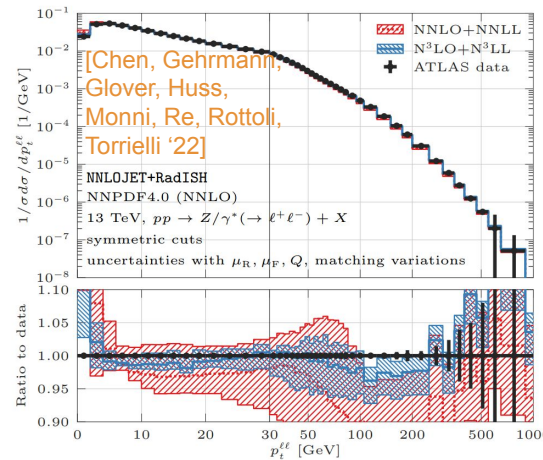 10⁻¹
10⁻²
10⁻³
10⁻⁴
10⁻⁵
10⁻⁶
10⁻⁷
10⁻⁸
1/σdσ/dp_t^{ℓℓ} [1/GeV]
NNLO+NNLL
N³LO+N³LL
ATLAS data
[Chen, Gehrmann,
Glover, Huss,
Monni, Re, Rottoli,
Torrielli ‘22]
NNLOJET+RadISH
NNPDF4.0 (NNLO)
13 TeV, pp → Z/γ*(→ ℓ⁺ℓ⁻) + X
symmetric cuts
uncertainties with μ_R, μ_F, Q, matching variations
1.10
1.05
1.00
0.95
0.90
Ratio to data
0 10 20 30 50 100 200 500 100
p_t^{ℓℓ} [GeV]